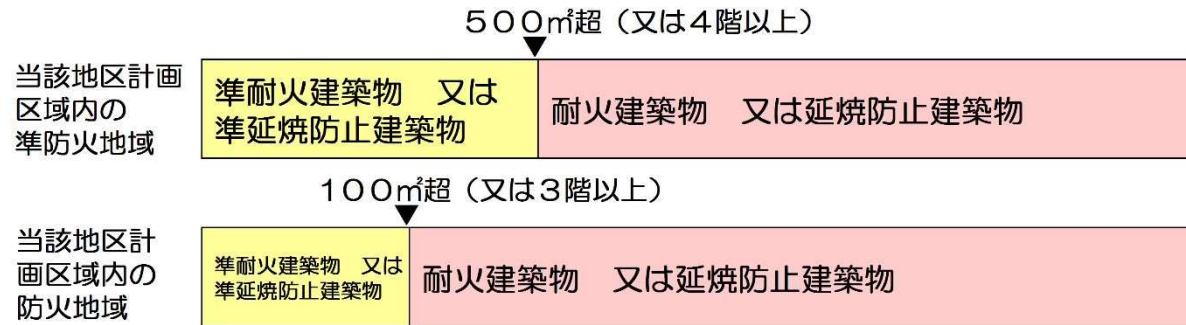 ５００㎡超（又は４階以上）
▼
当該地区計画
区域内の
準防火地域
準耐火建築物　又は
準延焼防止建築物
耐火建築物　又は延焼防止建築物
１００㎡超（又は３階以上）
▼
当該地区計
画区域内の
防火地域
準耐火建築物　又は
準延焼防止建築物
耐火建築物　又は延焼防止建築物